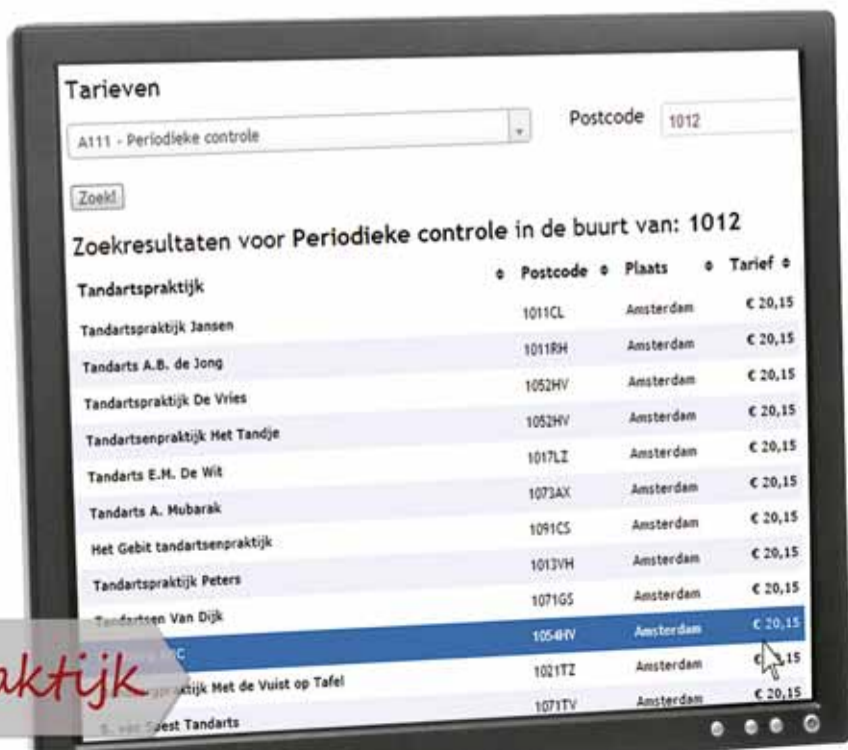 Tarieven
A111 - Periodieke controle Postcode 1012
Zoek!
Zoekresultaten voor Periodieke controle in de buurt van: 1012
Tandartspraktijk Postcode Plaats Tarief
Tandartspraktijk Jansen 1011CL Amsterdam € 20,15
Tandarts A.B. de Jong 1011RH Amsterdam € 20,15
Tandartspraktijk De Vries 1052HV Amsterdam € 20,15
Tandartsenpraktijk Het Tandje 1052HV Amsterdam € 20,15
Tandarts E.M. De Wit 1017LZ Amsterdam € 20,15
Tandarts A. Mubarak 1073AX Amsterdam € 20,15
Het Gebit tandartsenpraktijk 1091CS Amsterdam € 20,15
Tandartspraktijk Peters 1013VH Amsterdam € 20,15
Tandartsen Van Dijk 1071GS Amsterdam € 20,15
1054HV Amsterdam € 20,15
Met de Vuist op Tafel 1021TZ Amsterdam €
Tandarts 1071TV Amsterdam € 20,15
aktijk